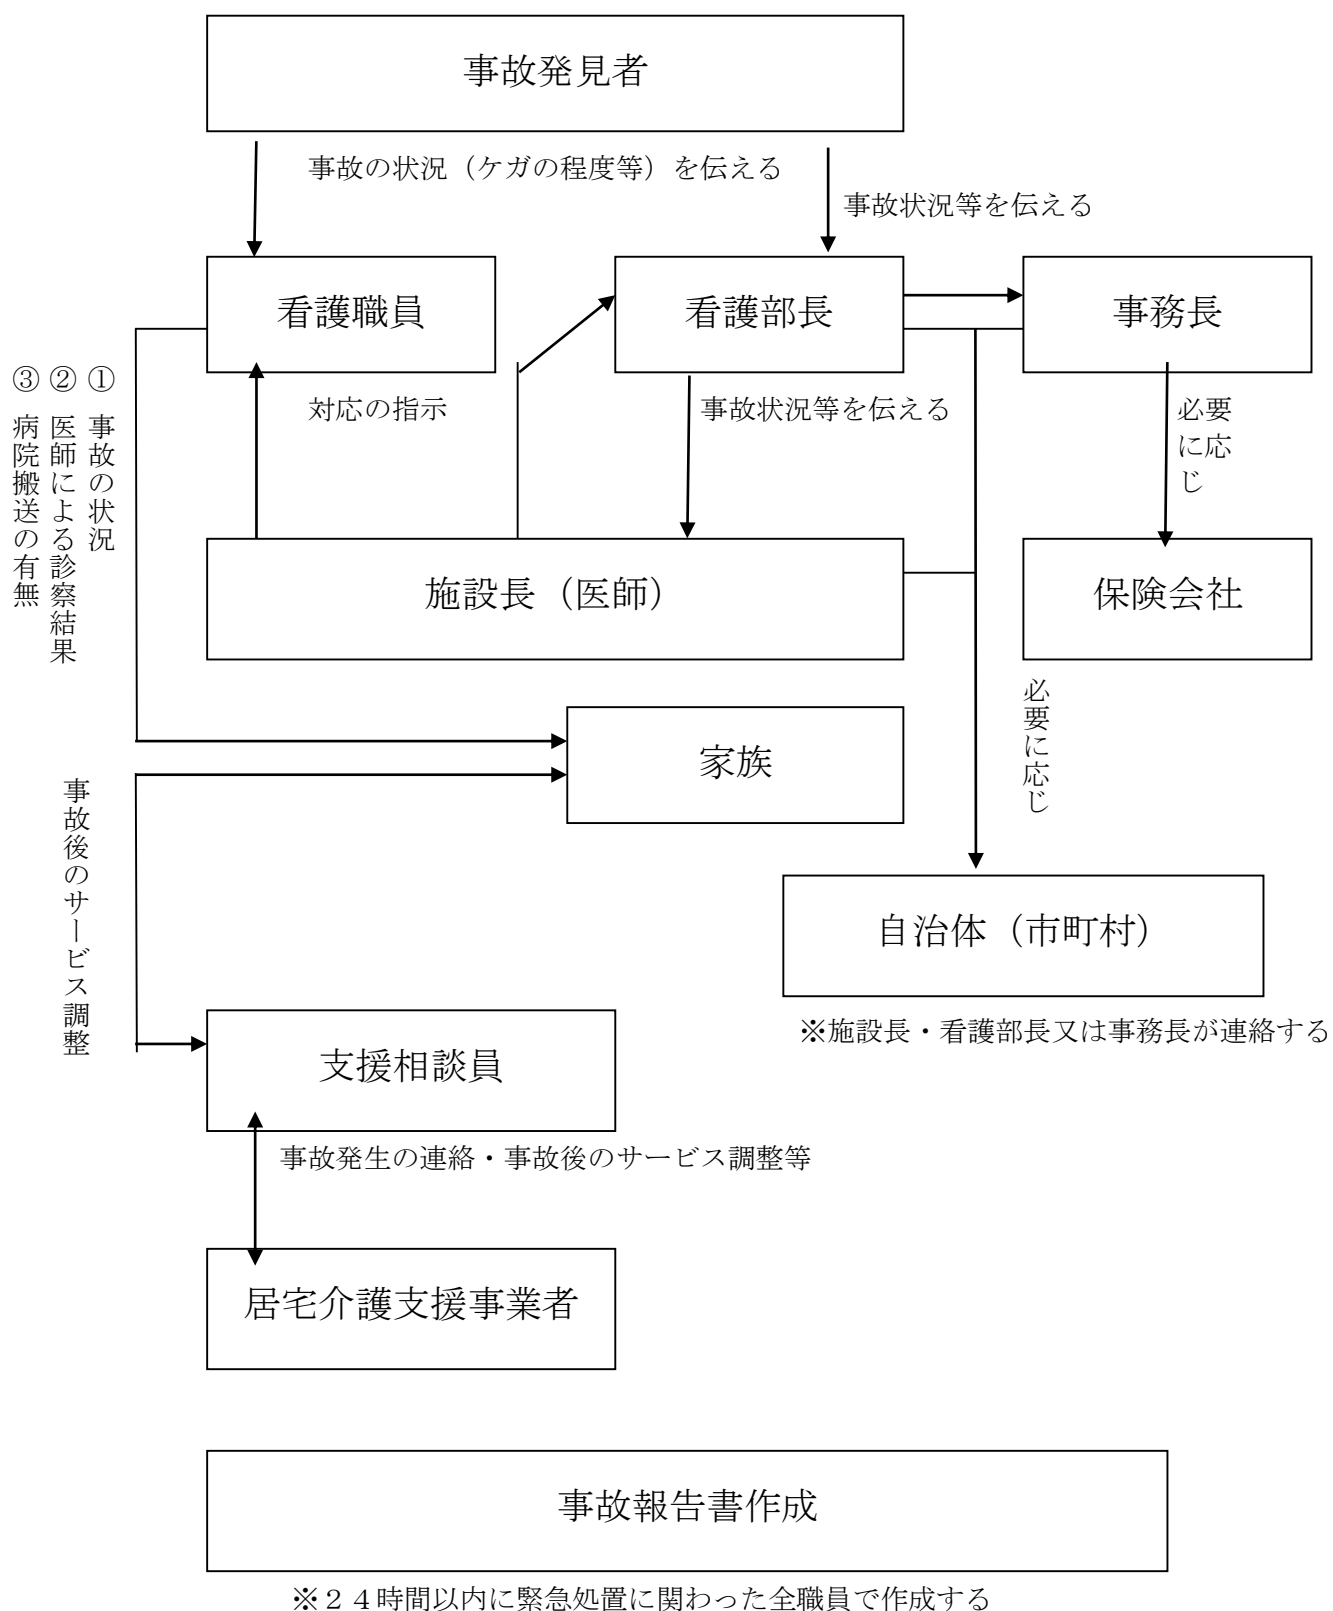 事故発見者
事故の状況（ケガの程度等）を伝える
事故状況等を伝える
看護職員
看護部長
事務長
① 事故の状況
② 医師による診察結果
③ 病院搬送の有無
対応の指示
事故状況等を伝える
必要
に応
じ
施設長（医師）
保険会社
必要に応じ
家族
事故後のサービス調整
自治体（市町村）
※施設長・看護部長又は事務長が連絡する
支援相談員
事故発生の連絡・事故後のサービス調整等
居宅介護支援事業者
事故報告書作成
※２４時間以内に緊急処置に関わった全職員で作成する